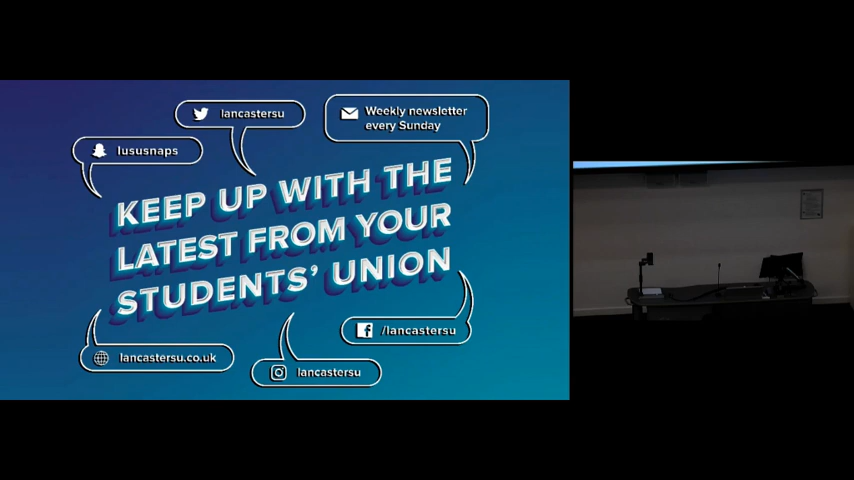 lancastersu
Weekly newsletter
every Sunday
lususnaps
KEEP UP WITH THE
LATEST FROM YOUR
STUDENTS' UNION
/lancastersu
lancastersu.co.uk
lancastersu